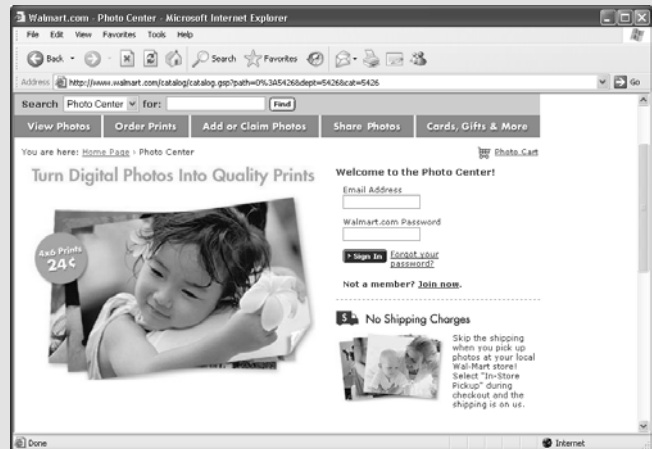 Walmart.com - Photo Center - Microsoft Internet Explorer
File Edit View Favorites Tools Help
Back Search Favorites
Address http://www.walmart.com/catalog/catalog.gsp?path=0%3A5426&dept=5426&cat=5426 Go
Search Photo Center for: Find
View Photos Order Prints Add or Claim Photos Share Photos Cards, Gifts & More
You are here: Home Page › Photo Center Photo Cart
Turn Digital Photos Into Quality Prints
4x6 Prints
24¢
Welcome to the Photo Center!
Email Address
Walmart.com Password
Sign In Forgot your
password?
Not a member? Join now.
$ No Shipping Charges
Skip the shipping
when you pick up
photos at your local
Wal-Mart store!
Select "In-Store
Pickup" during
checkout and the
shipping is on us.
Done Internet